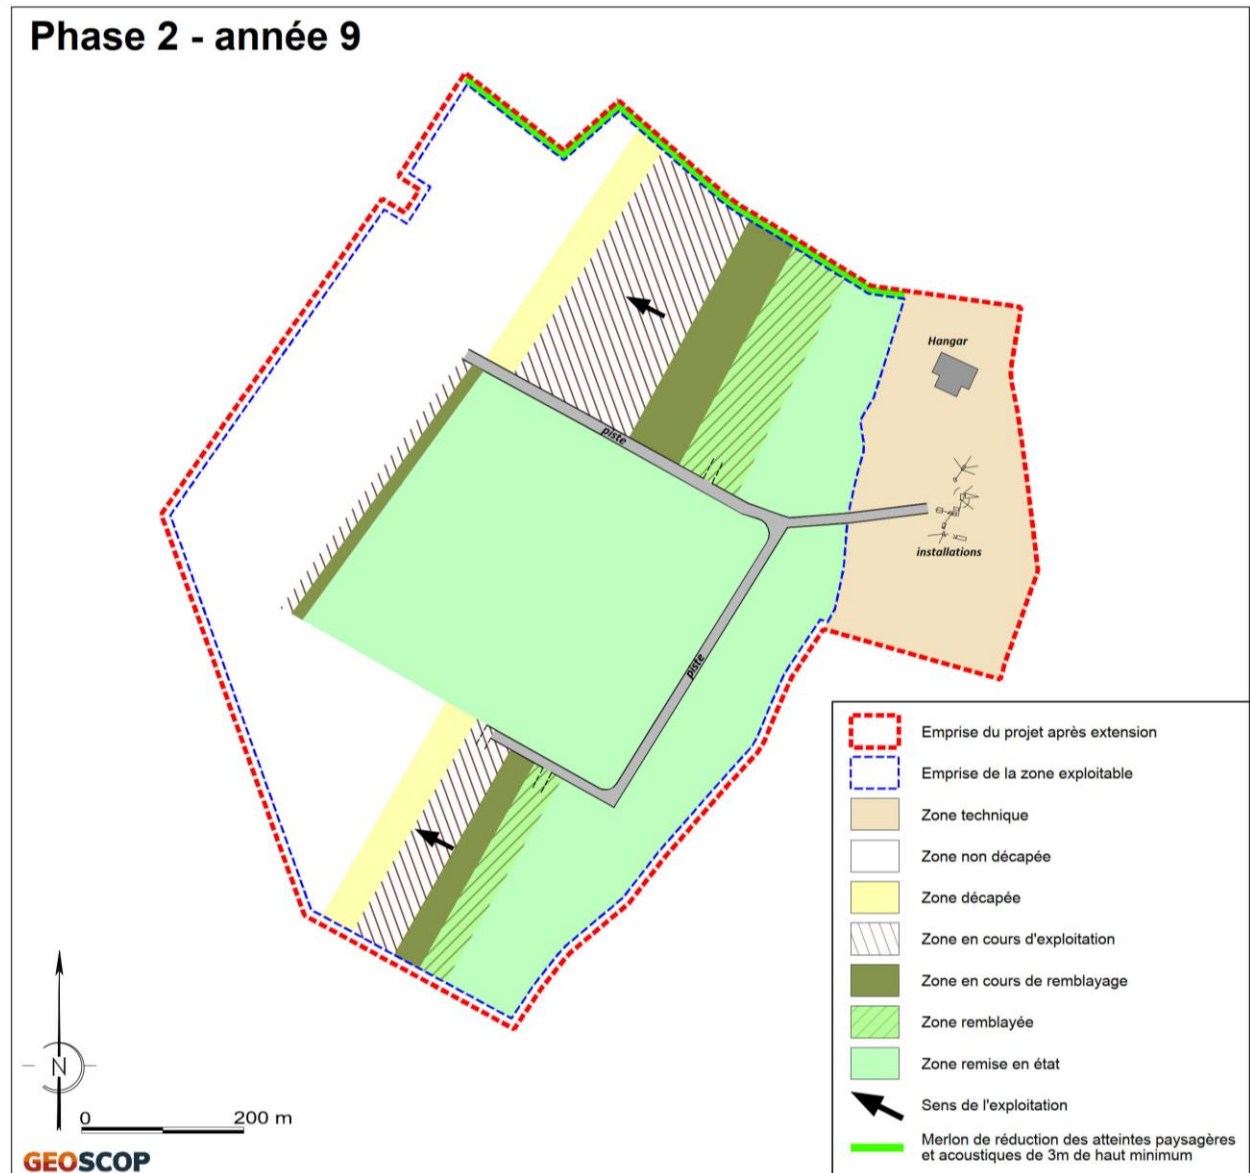 Phase 2 - année 9
Hangar
piste
installations
piste
Emprise du projet après extension
Emprise de la zone exploitable
Zone technique
Zone non décapée
Zone décapée
Zone en cours d'exploitation
Zone en cours de remblayage
Zone remblayée
Zone remise en état
Sens de l'exploitation
Merlon de réduction des atteintes paysagères
et acoustiques de 3m de haut minimum
N
0 200 m
GEOSCOP